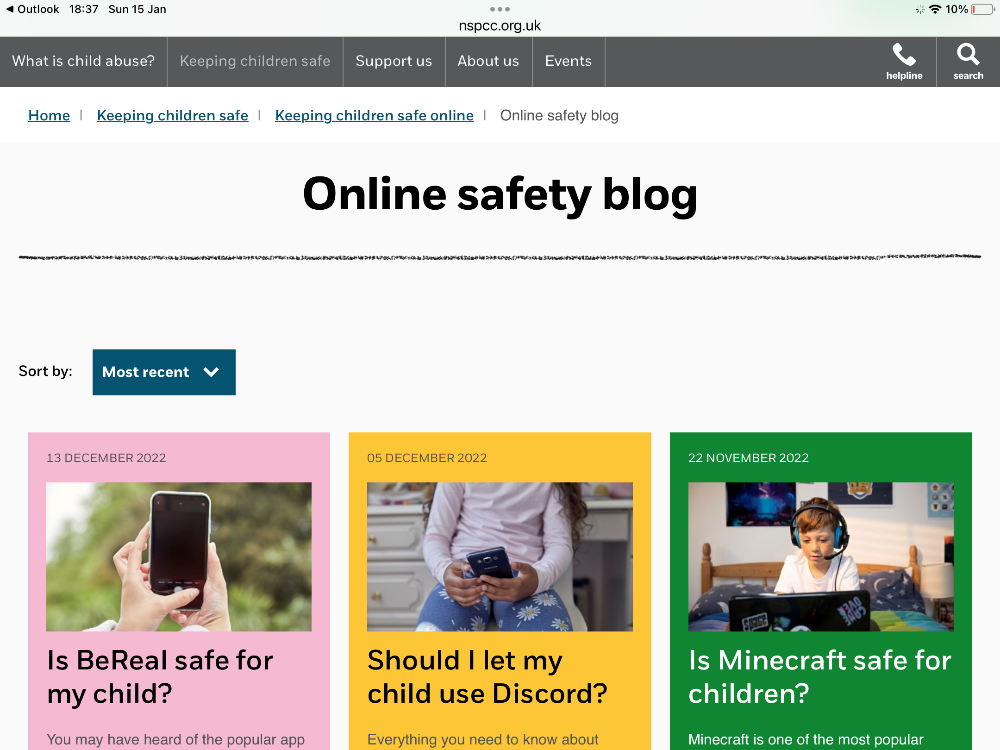 ◀ Outlook 18:37 Sun 15 Jan 10%
nspcc.org.uk
What is child abuse? Keeping children safe Support us About us Events helpline search
Home | Keeping children safe | Keeping children safe online | Online safety blog
Online safety blog
Sort by: Most recent
13 DECEMBER 2022
Is BeReal safe for
my child?
You may have heard of the popular app
05 DECEMBER 2022
SAMSUNG
Should I let my
child use Discord?
Everything you need to know about
22 NOVEMBER 2022
SPACE
GAME
OVER
Is Minecraft safe for
children?
Minecraft is one of the most popular